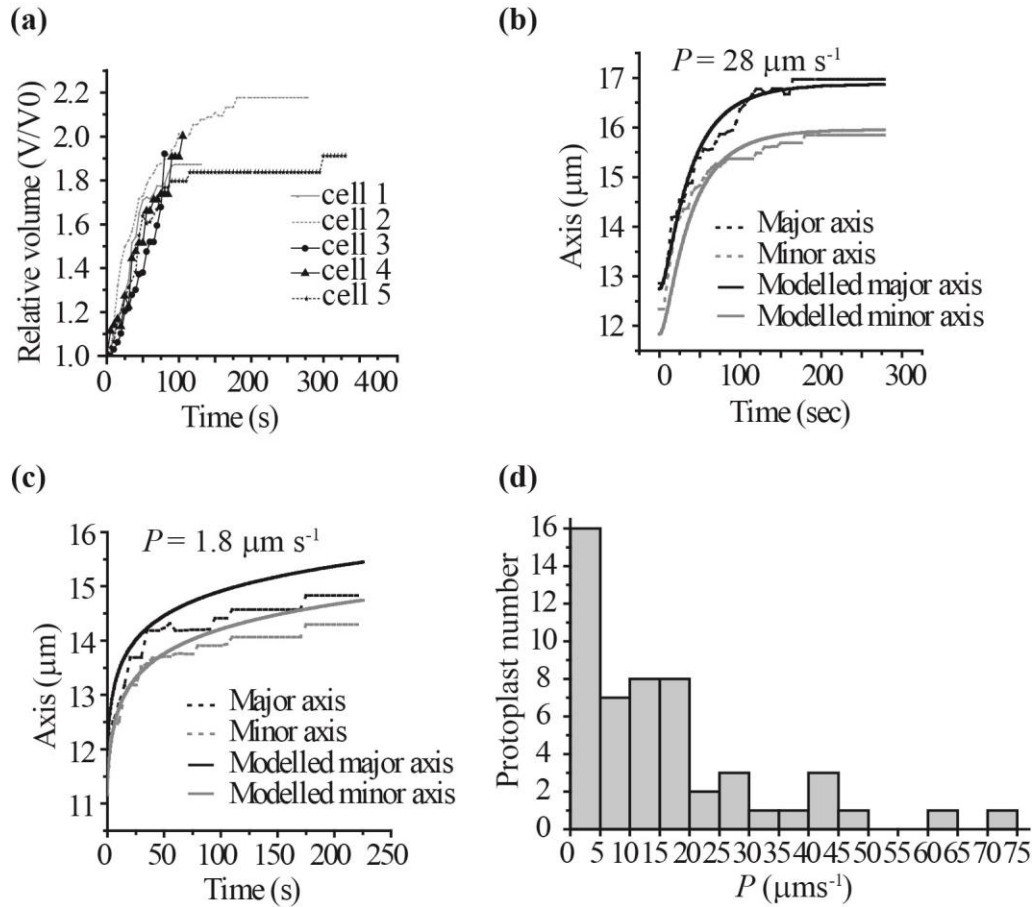 (a)
Relative volume (V/V0)
2.2
2.0
1.8
1.6
1.4
1.2
1.0
cell 1
cell 2
cell 3
cell 4
cell 5
0 100 200 300 400
Time (s)
(b)
P = 28 μm s-1
Axis (μm)
17
16
15
14
13
12
Major axis
Minor axis
Modelled major axis
Modelled minor axis
0 100 200 300
Time (sec)
(c)
P = 1.8 μm s-1
Axis (μm)
16
15
14
13
12
11
Major axis
Minor axis
Modelled major axis
Modelled minor axis
0 50 100 150 200 250
Time (s)
(d)
Protoplast number
16
14
12
10
8
6
4
2
0
0 5 10 15 20 25 30 35 40 45 50 55 60 65 70 75
P (μms-1)